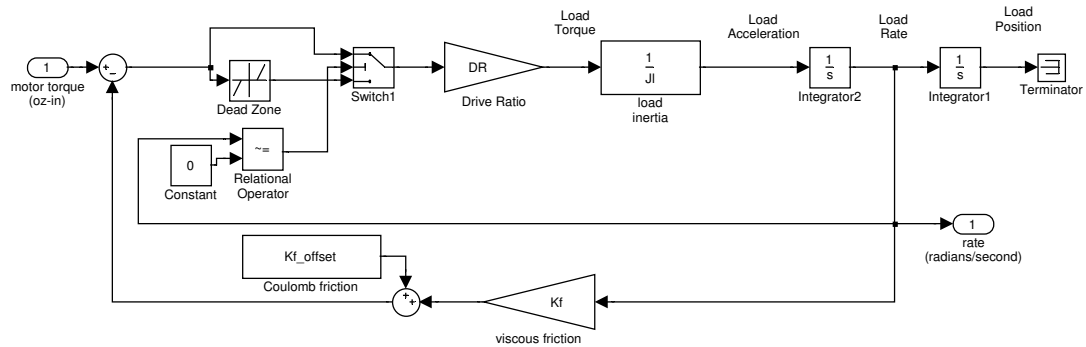 Load
Torque
Load
Acceleration
Load
Rate
Load
Position
1
motor torque
(oz-in)
Dead Zone
Switch1
DR
Drive Ratio
1
Jl
load
inertia
1
s
Integrator2
1
s
Integrator1
Terminator
0
Constant
~=
Relational
Operator
1
rate
(radians/second)
Kf_offset
Coulomb friction
Kf
viscous friction